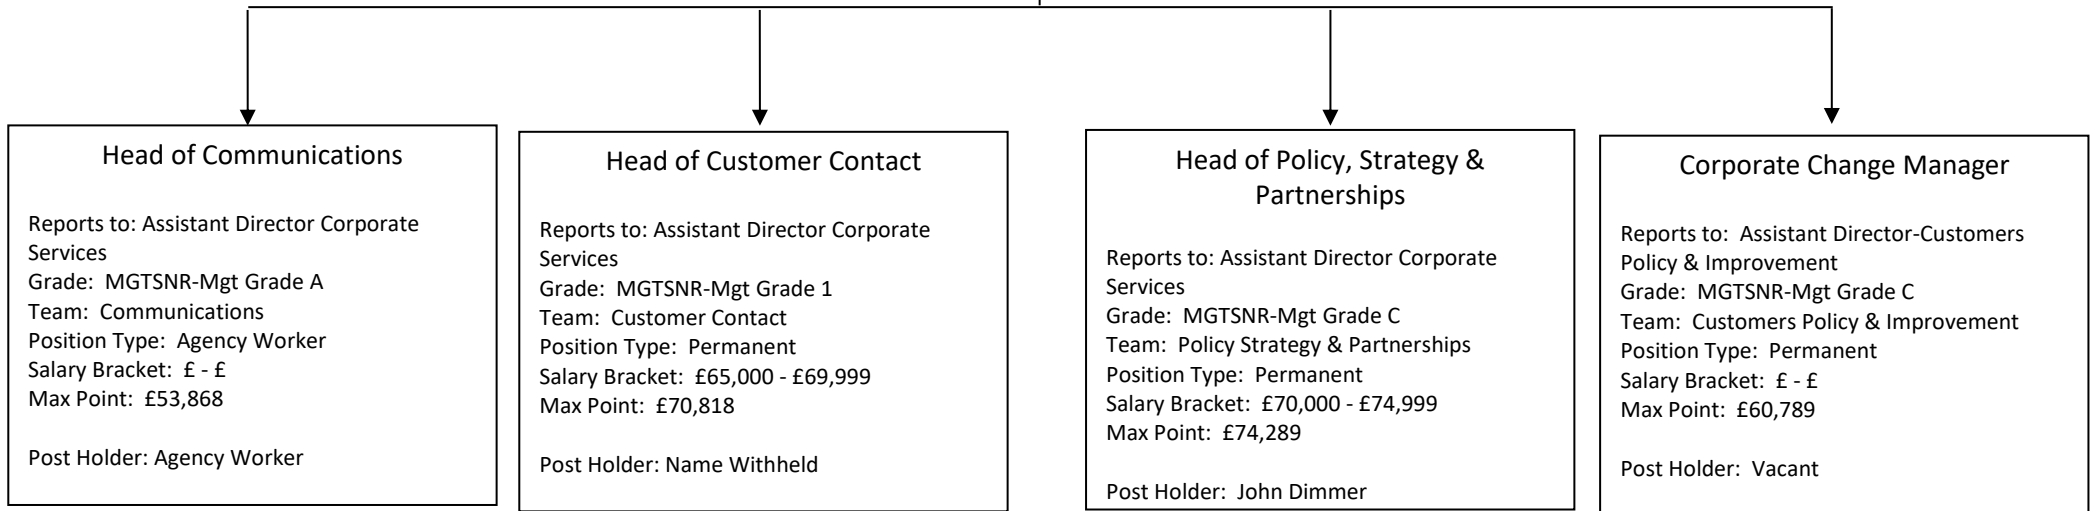 Head of Communications
Reports to: Assistant Director Corporate
Services
Grade: MGTSNR-Mgt Grade A
Team: Communications
Position Type: Agency Worker
Salary Bracket: £ - £
Max Point: £53,868
Post Holder: Agency Worker
Head of Customer Contact
Reports to: Assistant Director Corporate
Services
Grade: MGTSNR-Mgt Grade 1
Team: Customer Contact
Position Type: Permanent
Salary Bracket: £65,000 - £69,999
Max Point: £70,818
Post Holder: Name Withheld
Head of Policy, Strategy &
Partnerships
Reports to: Assistant Director Corporate
Services
Grade: MGTSNR-Mgt Grade C
Team: Policy Strategy & Partnerships
Position Type: Permanent
Salary Bracket: £70,000 - £74,999
Max Point: £74,289
Post Holder: John Dimmer
Corporate Change Manager
Reports to: Assistant Director-Customers
Policy & Improvement
Grade: MGTSNR-Mgt Grade C
Team: Customers Policy & Improvement
Position Type: Permanent
Salary Bracket: £ - £
Max Point: £60,789
Post Holder: Vacant